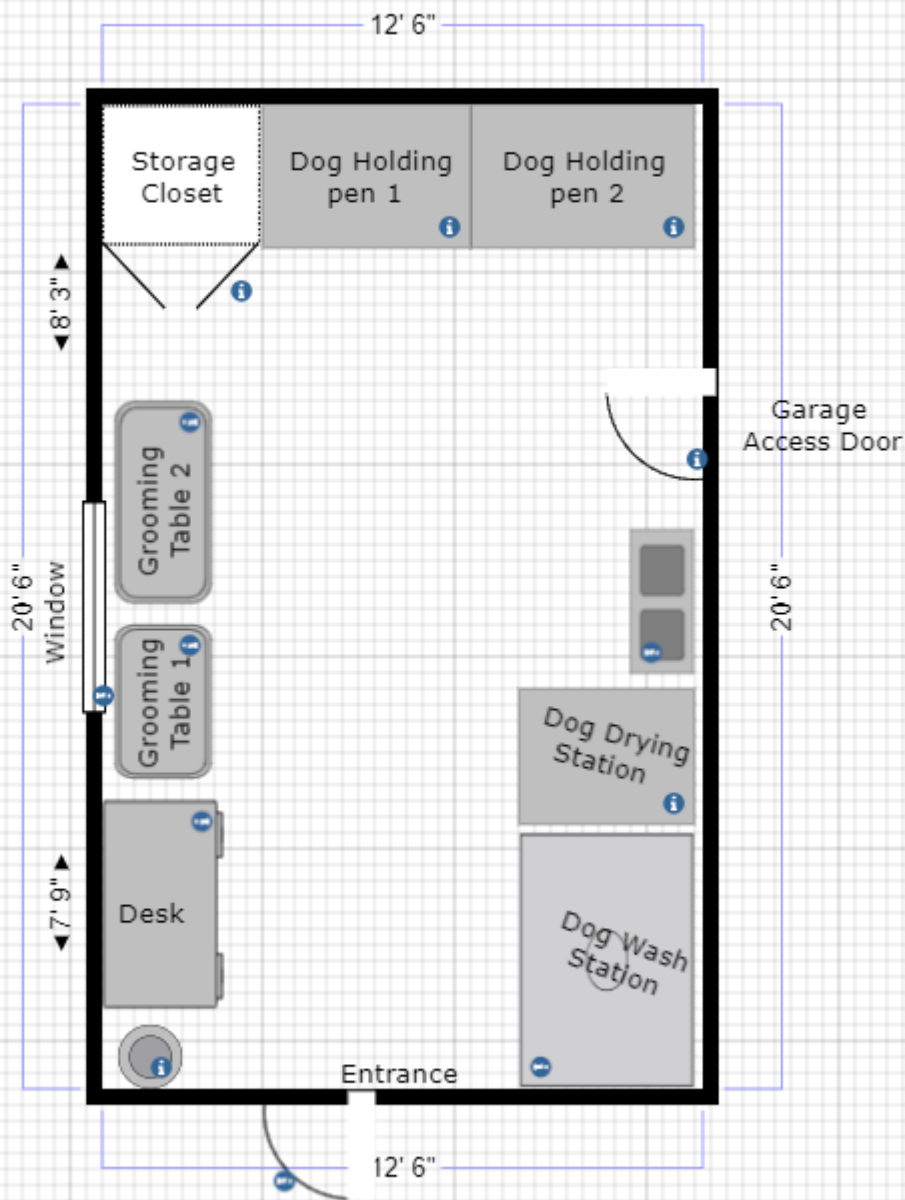 12' 6"
Storage
Closet
Dog Holding
pen 1
Dog Holding
pen 2
8' 3"
Garage
Access Door
Grooming
Table 2
20' 6"
Window
20' 6"
Grooming
Table 1
Dog Drying
Station
7' 9"
Desk
Dog Wash
Station
Entrance
12' 6"